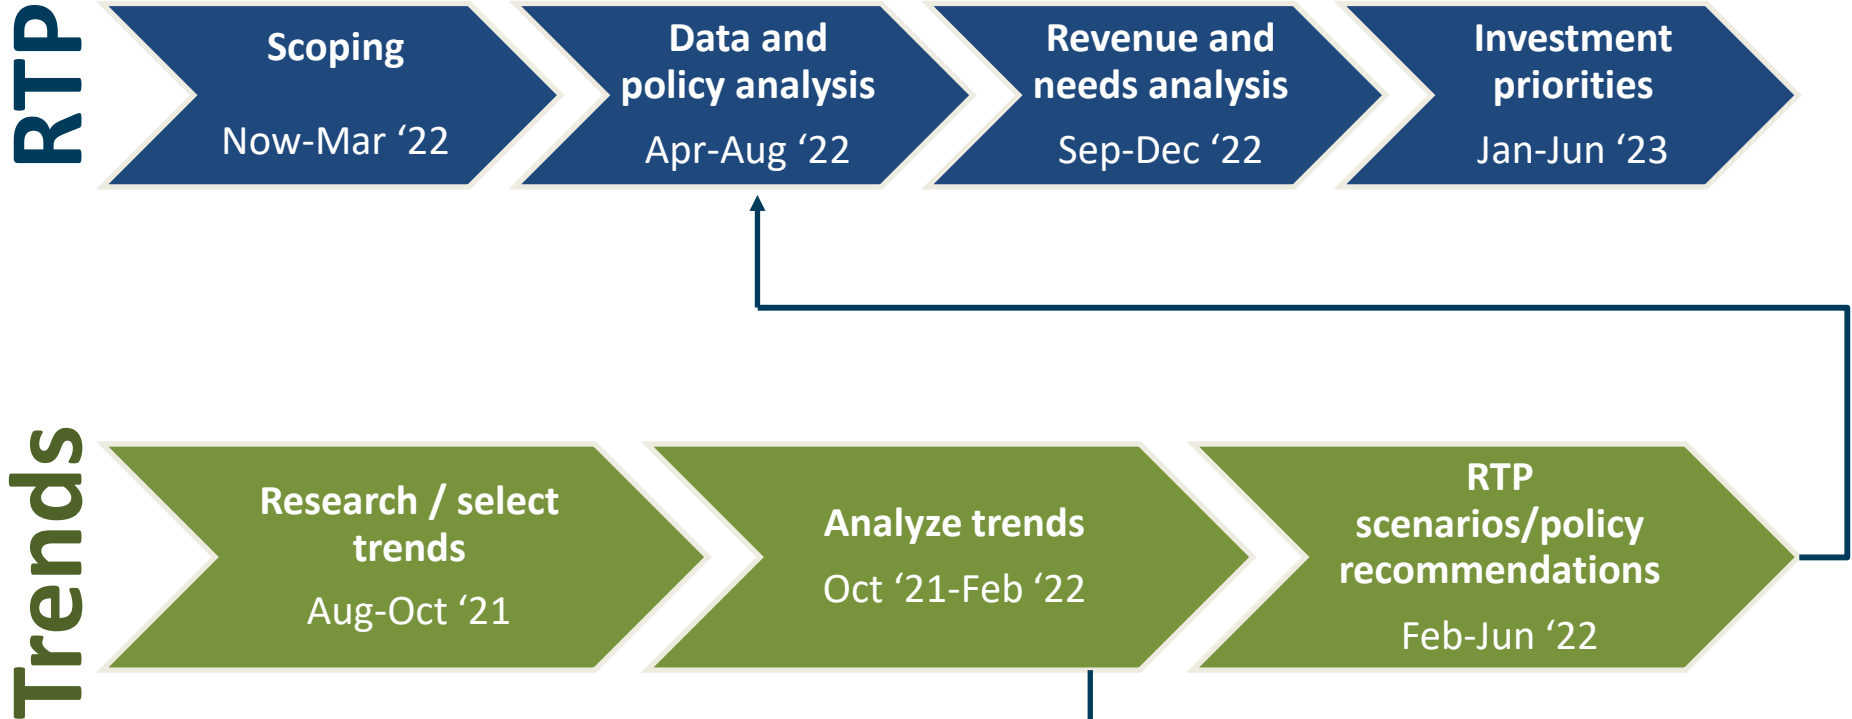 RTP
Scoping
Now-Mar ‘22
Data and
policy analysis
Apr-Aug ‘22
Revenue and
needs analysis
Sep-Dec ‘22
Investment
priorities
Jan-Jun ‘23
Trends
Research / select
trends
Aug-Oct ‘21
Analyze trends
Oct ‘21-Feb ‘22
RTP
scenarios/policy
recommendations
Feb-Jun ‘22